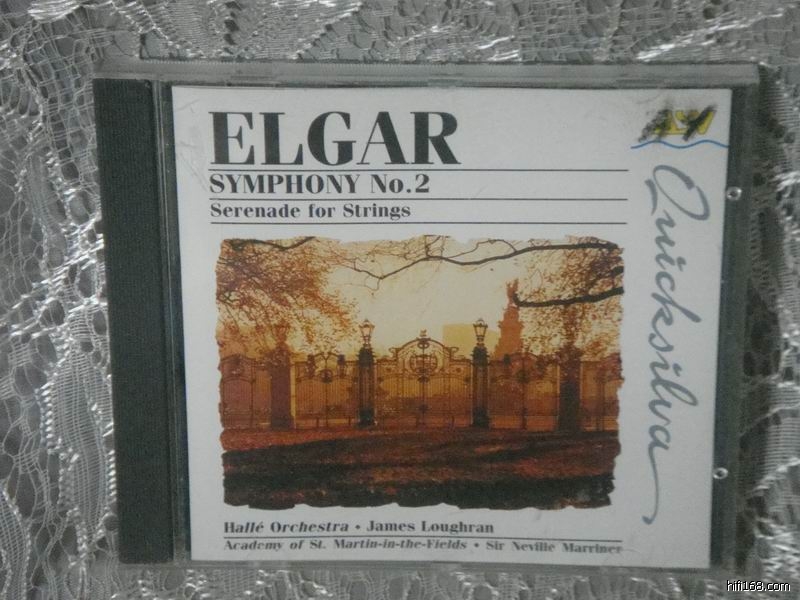 ELGAR
SYMPHONY No.2
Serenade for Strings
Quicksilva
Hallé Orchestra • James Loughran
Academy of St. Martin-in-the-Fields • Sir Neville Marriner
hifi168.com